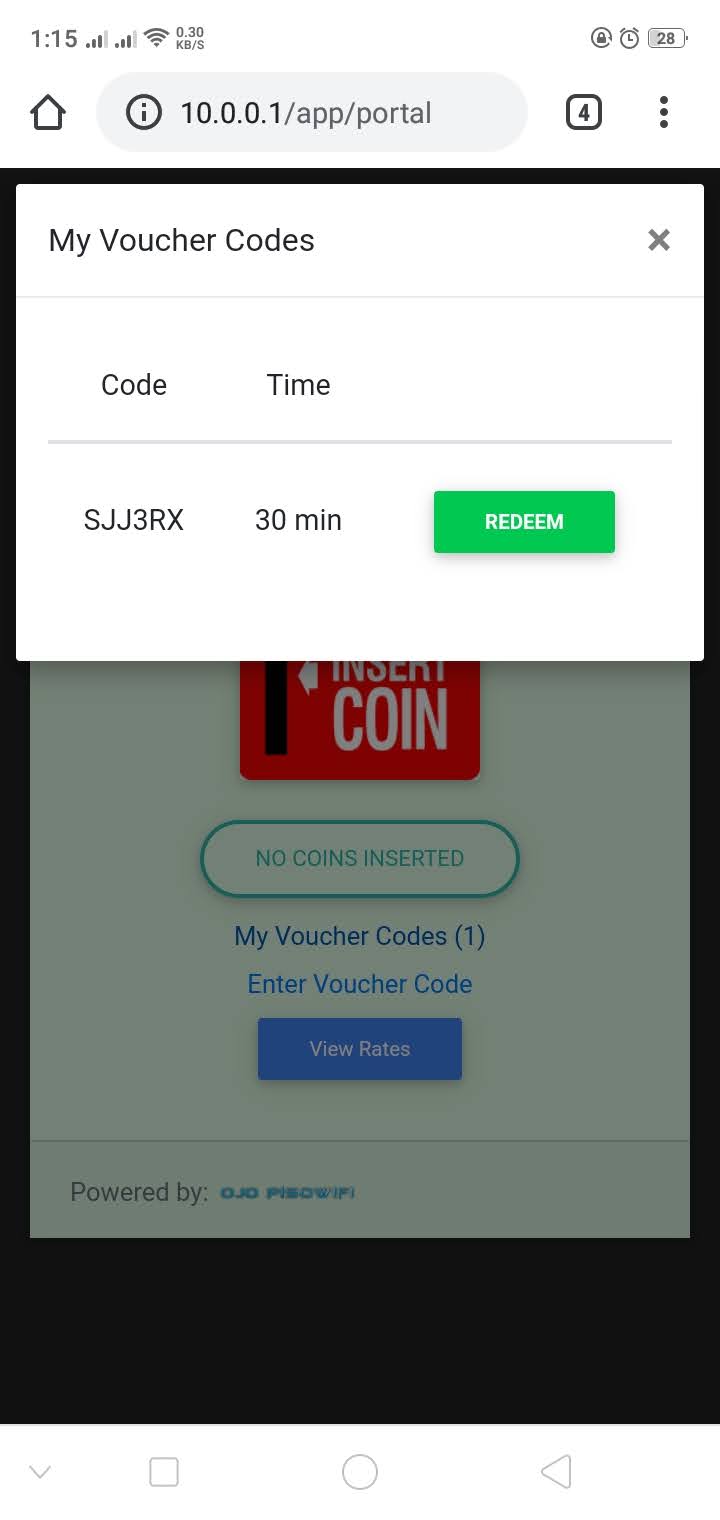 1:15
0.30
KB/S
28
10.0.0.1/app/portal
4
My Voucher Codes
Code Time
SJJ3RX 30 min REDEEM
INSERT
COIN
NO COINS INSERTED
My Voucher Codes (1)
Enter Voucher Code
View Rates
Powered by: OJO PISOWIFI